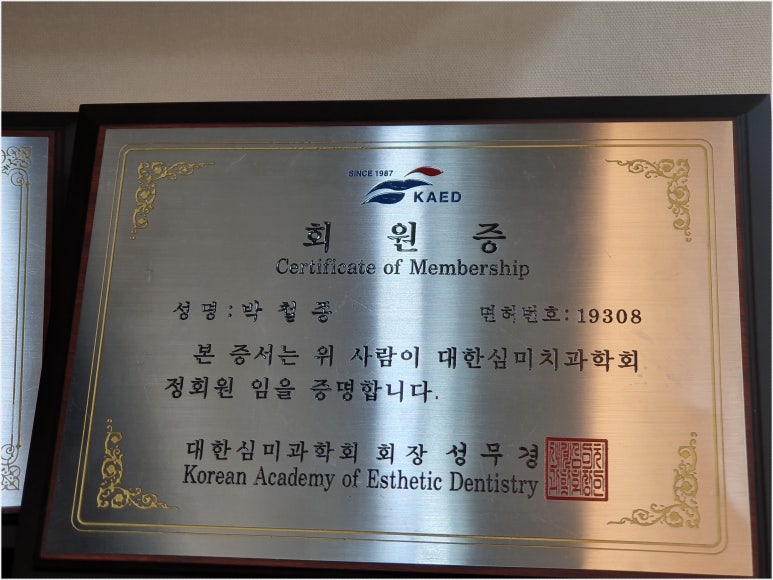 SINCE 1987
KAED
회 원 증
Certificate of Membership
성 명 : 박 철 종 면허번호 : 19308
본 증서는 위 사람이 대한심미치과학회
정회원 임을 증명합니다.
대한심미과학회 회장 성 무 경
Korean Academy of Esthetic Dentistry